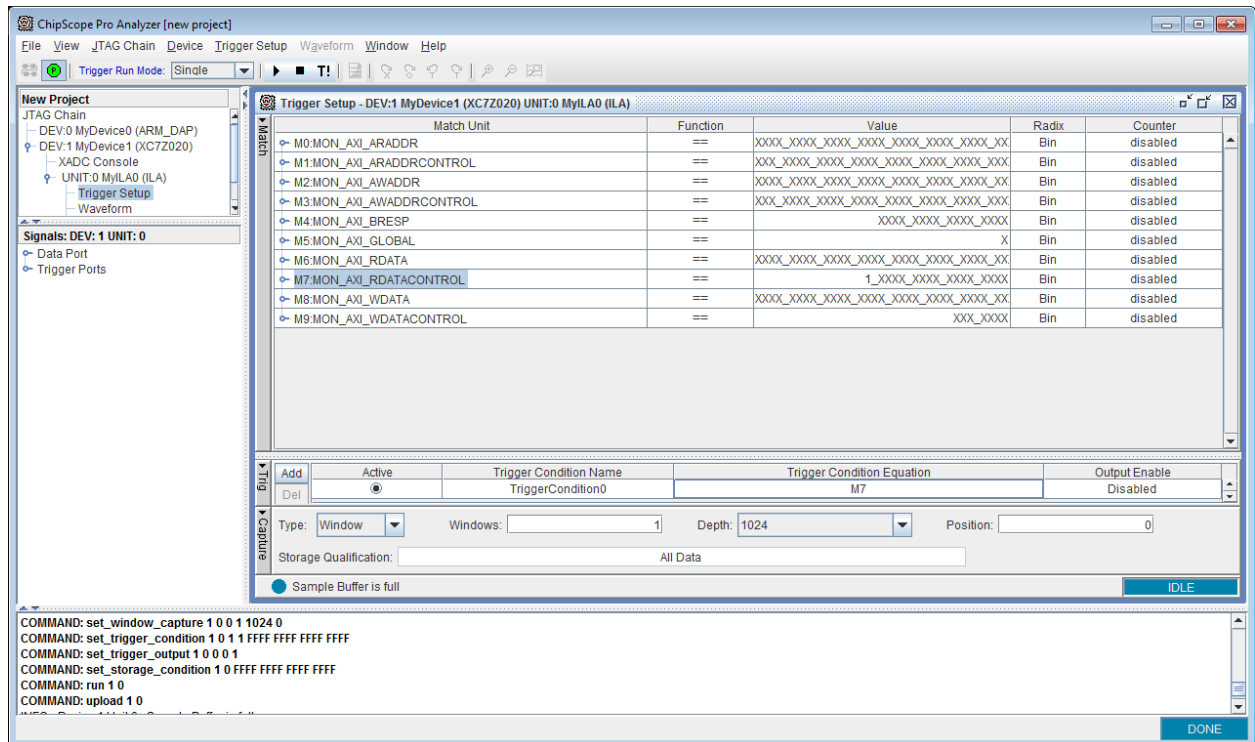 ChipScope Pro Analyzer [new project]
File View JTAG Chain Device Trigger Setup Waveform Window Help
Trigger Run Mode: Single T!
New Project
JTAG Chain
DEV:0 MyDevice0 (ARM_DAP)
DEV:1 MyDevice1 (XC7Z020)
XADC Console
UNIT:0 MyILA0 (ILA)
Trigger Setup
Waveform
Signals: DEV: 1 UNIT: 0
Data Port
Trigger Ports
Trigger Setup - DEV:1 MyDevice1 (XC7Z020) UNIT:0 MyILA0 (ILA)
Match
Match Unit Function Value Radix Counter
M0:MON_AXI_ARADDR == XXXX_XXXX_XXXX_XXXX_XXXX_XXXX_XXXX_XX Bin disabled
M1:MON_AXI_ARADDRCONTROL == XXX_XXXX_XXXX_XXXX_XXXX_XXXX_XXXX_XXX Bin disabled
M2:MON_AXI_AWADDR == XXXX_XXXX_XXXX_XXXX_XXXX_XXXX_XXXX_XX Bin disabled
M3:MON_AXI_AWADDRCONTROL == XXX_XXXX_XXXX_XXXX_XXXX_XXXX_XXXX_XXX Bin disabled
M4:MON_AXI_BRESP == XXXX_XXXX_XXXX_XXXX Bin disabled
M5:MON_AXI_GLOBAL == X Bin disabled
M6:MON_AXI_RDATA == XXXX_XXXX_XXXX_XXXX_XXXX_XXXX_XXXX_XX Bin disabled
M7:MON_AXI_RDATACONTROL == 1_XXXX_XXXX_XXXX_XXXX Bin disabled
M8:MON_AXI_WDATA == XXXX_XXXX_XXXX_XXXX_XXXX_XXXX_XXXX_XX Bin disabled
M9:MON_AXI_WDATACONTROL == XXX_XXXX Bin disabled
Trig
Add Active Trigger Condition Name Trigger Condition Equation Output Enable
Del TriggerCondition0 M7 Disabled
Capture
Type: Window Windows: 1 Depth: 1024 Position: 0
Storage Qualification: All Data
Sample Buffer is full IDLE
COMMAND: set_window_capture 1 0 0 1 1024 0
COMMAND: set_trigger_condition 1 0 1 1 FFFF FFFF FFFF FFFF
COMMAND: set_trigger_output 1 0 0 0 1
COMMAND: set_storage_condition 1 0 FFFF FFFF FFFF FFFF
COMMAND: run 1 0
COMMAND: upload 1 0
DONE